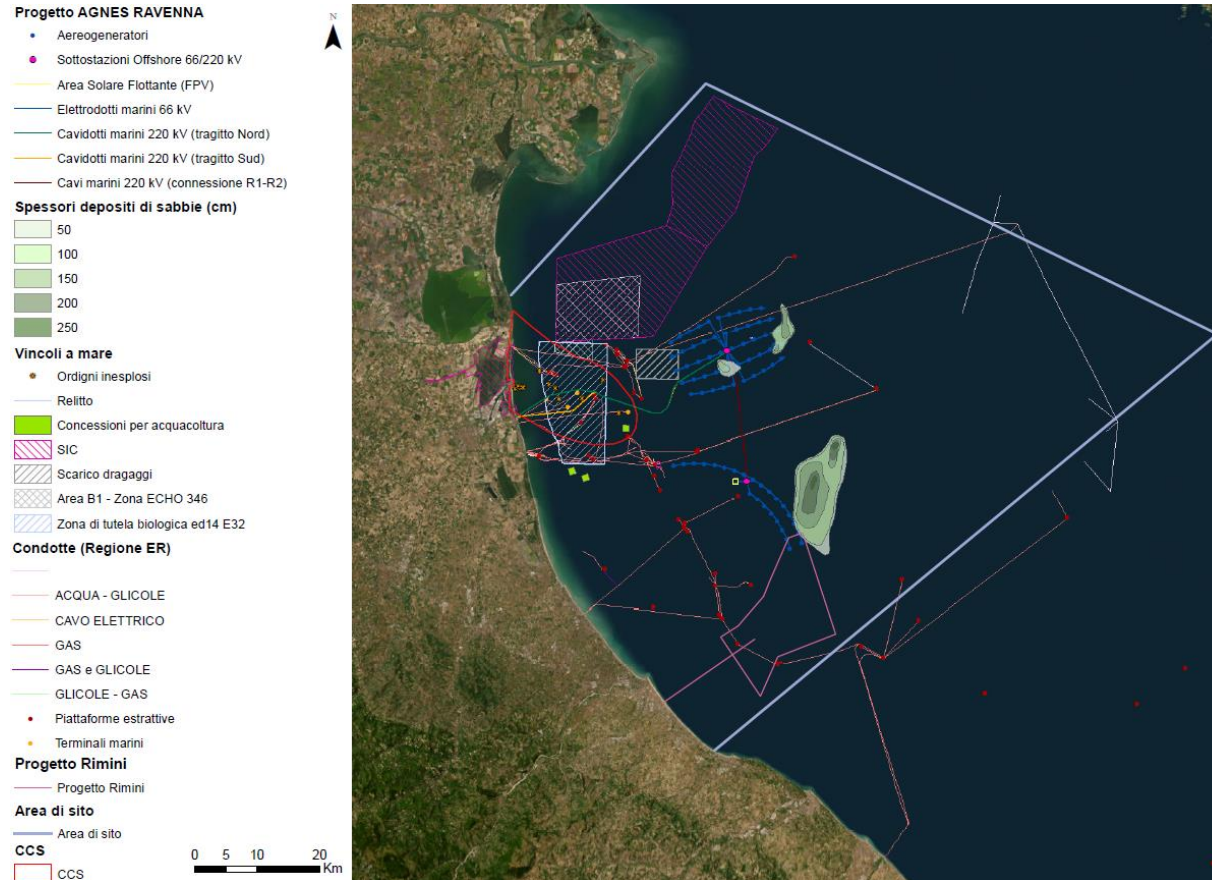 Progetto AGNES RAVENNA
Aereogeneratori
Sottostazioni Offshore 66/220 kV
Area Solare Flottante (FPV)
Elettrodotti marini 66 kV
Cavidotti marini 220 kV (tragitto Nord)
Cavidotti marini 220 kV (tragitto Sud)
Cavi marini 220 kV (connessione R1-R2)
Spessori depositi di sabbie (cm)
50
100
150
200
250
Vincoli a mare
Ordigni inesplosi
Relitto
Concessioni per acquacoltura
SIC
Scarico dragaggi
Area B1 - Zona ECHO 346
Zona di tutela biologica ed14 E32
Condotte (Regione ER)
ACQUA - GLICOLE
CAVO ELETTRICO
GAS
GAS e GLICOLE
GLICOLE - GAS
Piattaforme estrattive
Terminali marini
Progetto Rimini
Progetto Rimini
Area di sito
Area di sito
CCS
CCS
N
0 5 10 20
Km